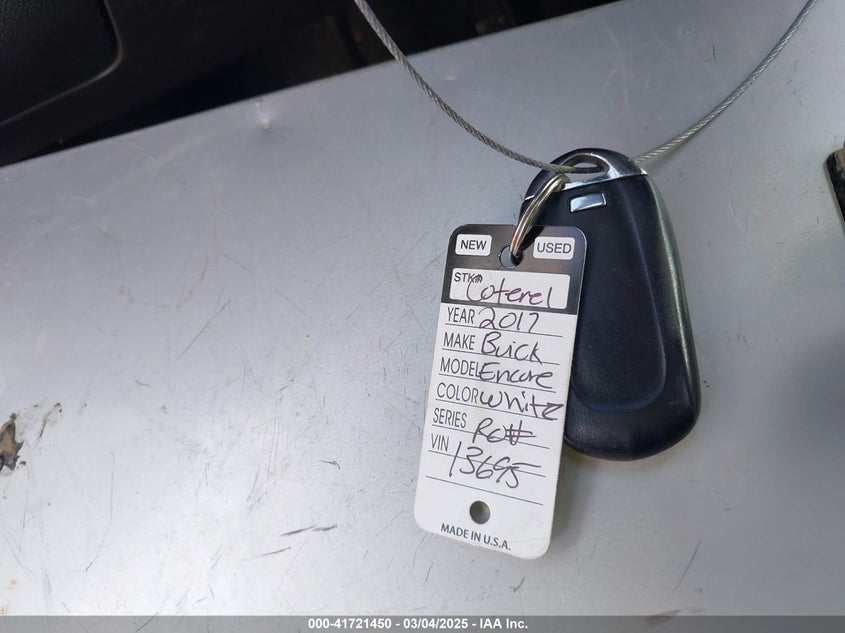 NEW USED
STK# Coterel
YEAR 2017
MAKE Buick
MODEL Encore
COLOR White
SERIES RO#
VIN 13695
MADE IN U.S.A.
000-41721450 - 03/04/2025 - IAA Inc.